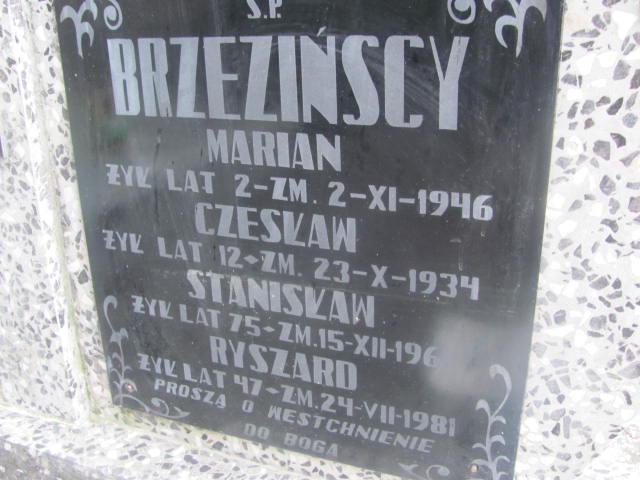 Ś.P.
BRZEZIŃSCY
MARIAN
ŻYŁ LAT 2-ZM. 2-XI-1946
CZESŁAW
ŻYŁ LAT 12-ZM. 23-X-1934
STANISŁAW
ŻYŁ LAT 75-ZM. 15-XII-
RYSZARD
ŻYŁ LAT 47-ZM. 24-VII-1981
PROSZĄ O WESTCHNIENIE
DO BOGA